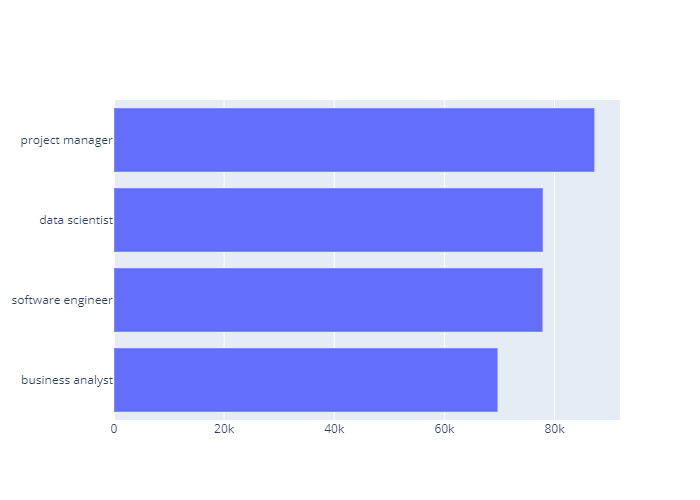 project manager
data scientist
software engineer
business analyst
0 20k 40k 60k 80k